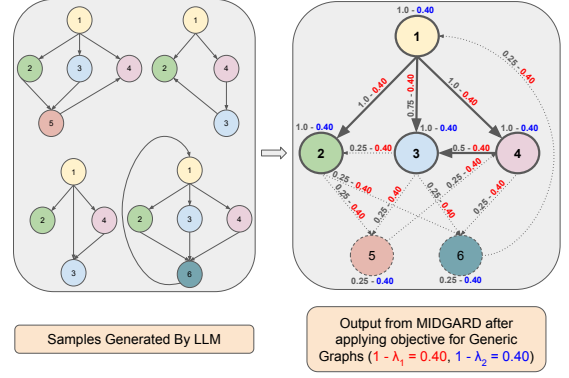 1
2
3
4
5
1
2
4
3
1
2
4
3
1
2
3
4
6
Samples Generated By LLM
1.0 - 0.40
1
0.25 - 0.40
1.0 - 0.40
0.75 - 0.40
1.0 - 0.40
1.0 - 0.40
1.0 - 0.40
1.0 - 0.40
2
0.25 - 0.40
3
0.5 - 0.40
4
0.25 - 0.40
0.25 - 0.40
0.25 - 0.40
0.25 - 0.40
0.25 - 0.40
0.25 - 0.40
5
6
0.25 - 0.40
0.25 - 0.40
Output from MIDGARD after
applying objective for Generic
Graphs (1 - λ1 = 0.40, 1 - λ2 = 0.40)